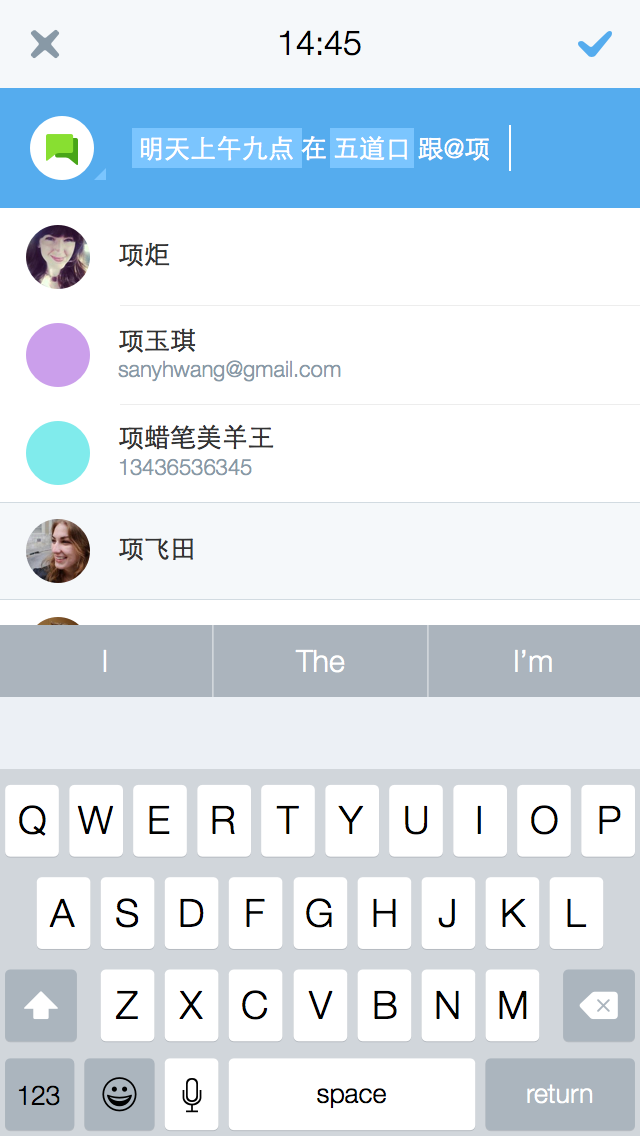 14:45
明天上午九点 在 五道口 跟@项
项炬
项玉琪
sanyhwang@gmail.com
项蜡笔美羊王
13436536345
项飞田
I The I’m
Q W E R T Y U I O P
A S D F G H J K L
Z X C V B N M
123 space return